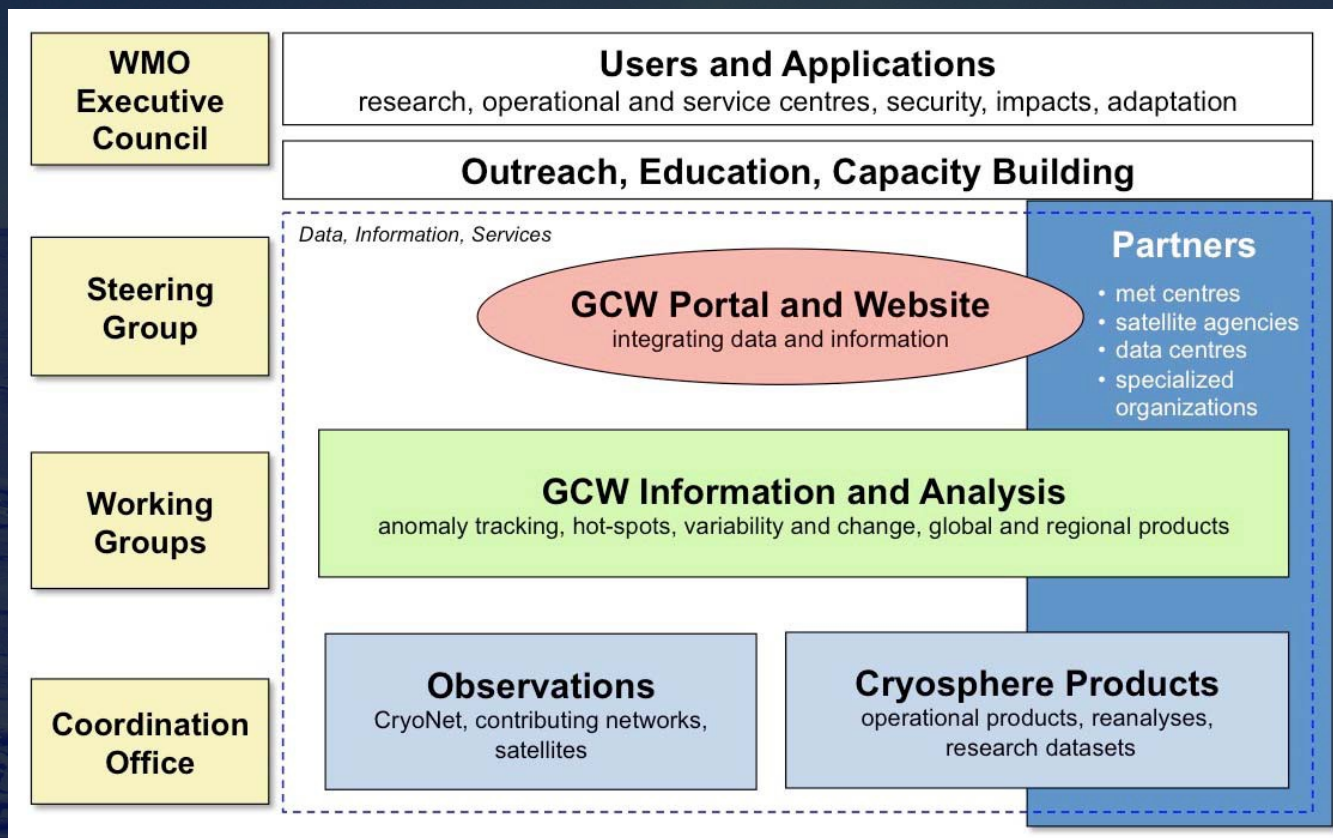 WMO
Executive
Council
Users and Applications
research, operational and service centres, security, impacts, adaptation
Outreach, Education, Capacity Building
Steering
Group
Working
Groups
Coordination
Office
Data, Information, Services
GCW Portal and Website
integrating data and information
Partners
• met centres
• satellite agencies
• data centres
• specialized
organizations
GCW Information and Analysis
anomaly tracking, hot-spots, variability and change, global and regional products
Observations
CryoNet, contributing networks,
satellites
Cryosphere Products
operational products, reanalyses,
research datasets